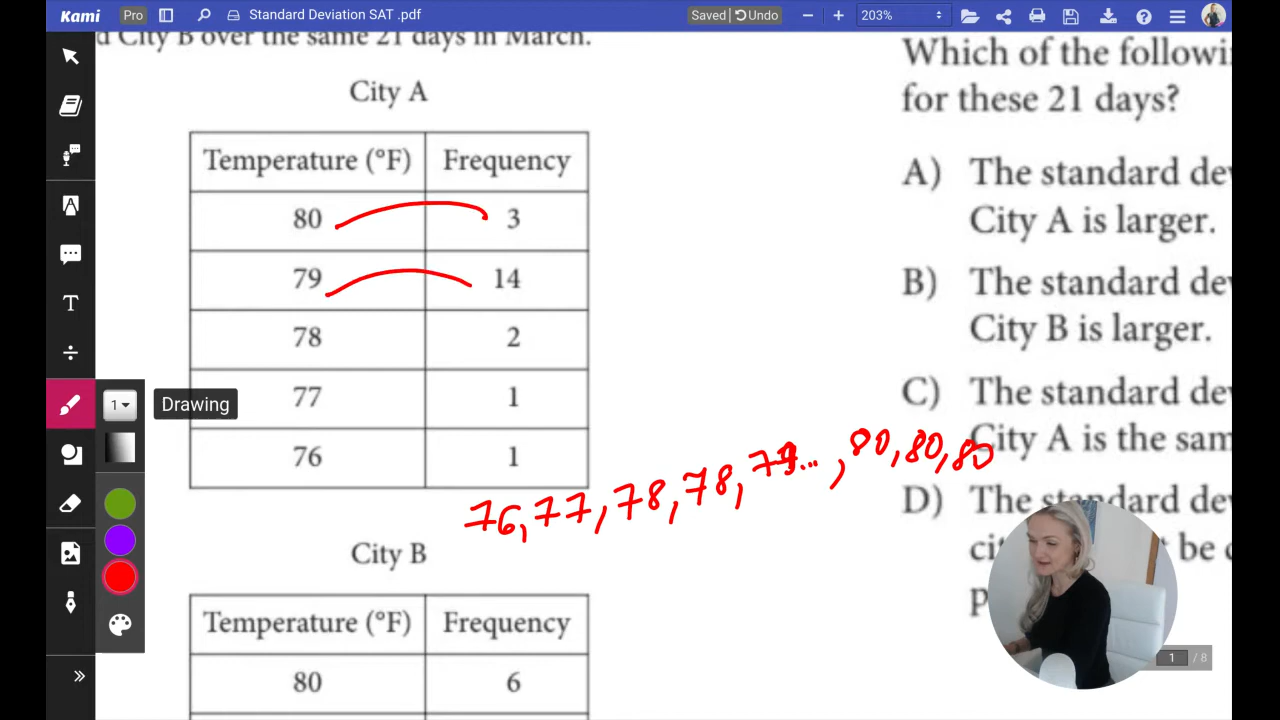 Kami Pro Standard Deviation SAT .pdf Saved Undo 203%
d City B over the same 21 days in March.
City A
Temperature (°F) Frequency
80 3
79 14
78 2
77 1
76 1
76, 77, 78, 78, 79..., 80, 80, 80
City B
Temperature (°F) Frequency
80 6
Which of the followi
for these 21 days?
A) The standard de
City A is larger.
B) The standard de
City B is larger.
C) The standard de
City A is the sam
D) The standard de
be
T
1
Drawing
1 / 8